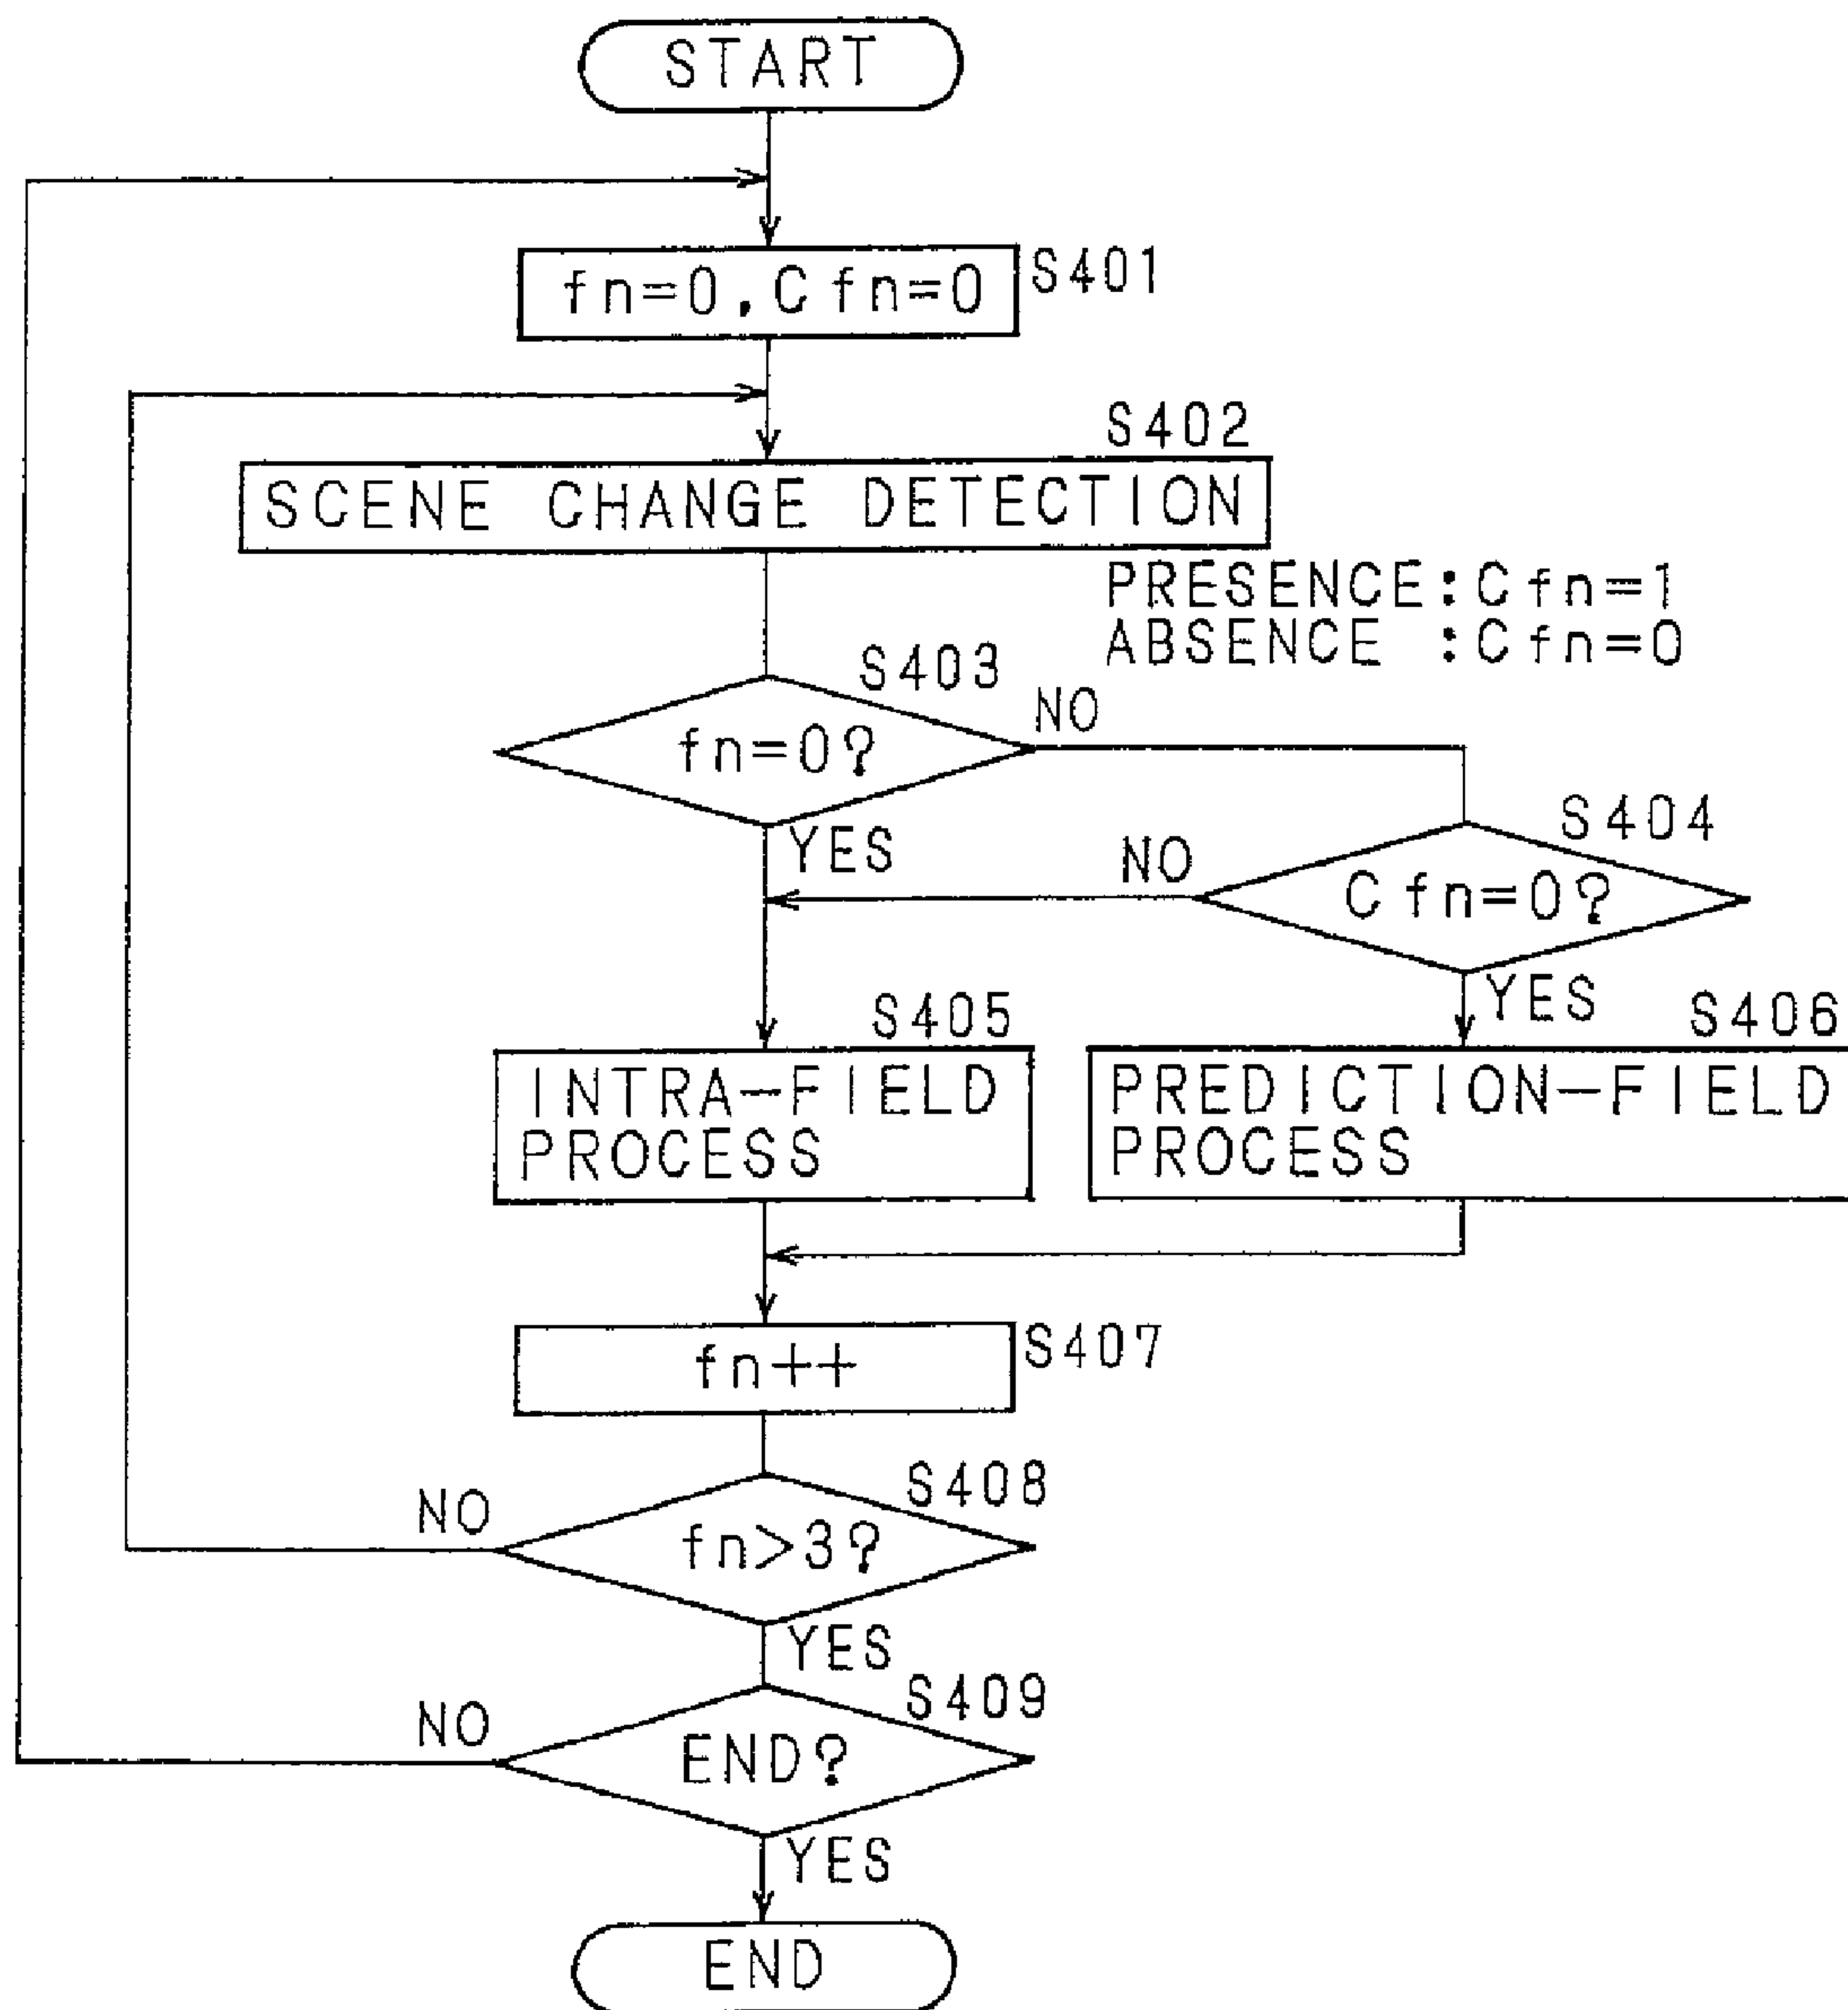 START
fn=0,Cfn=0
S401
S402
SCENE CHANGE DETECTION
PRESENCE:Cfn=1
ABSENCE :Cfn=0
S403
fn=0?
NO
YES
S404
Cfn=0?
NO
YES
S405
INTRA-FIELD
PROCESS
S406
PREDICTION-FIELD
PROCESS
fn++
S407
S408
fn>3?
NO
YES
S409
END?
NO
YES
END